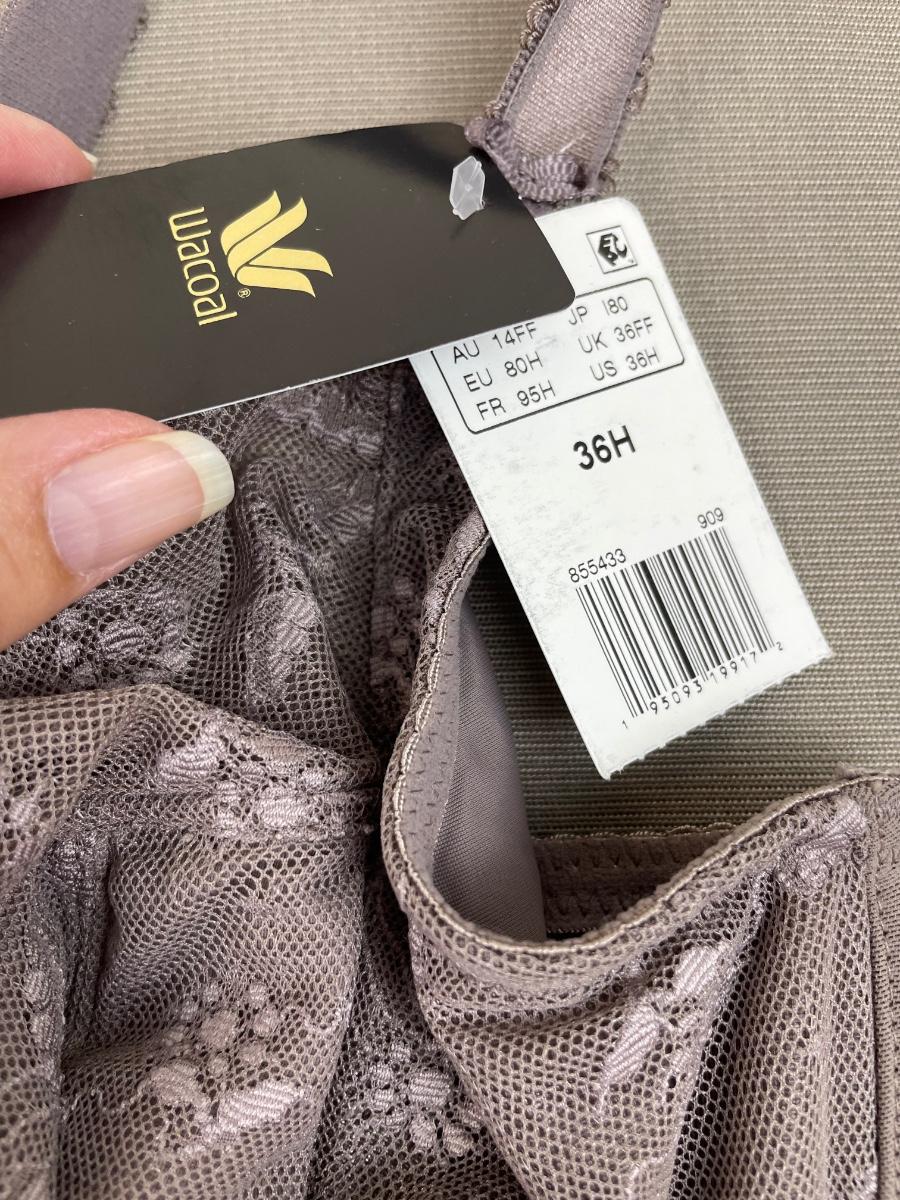 Wacoal®
AU 14FF JP I80
EU 80H UK 36FF
FR 95H US 36H
36H
855433 909
1 95093 19917 2